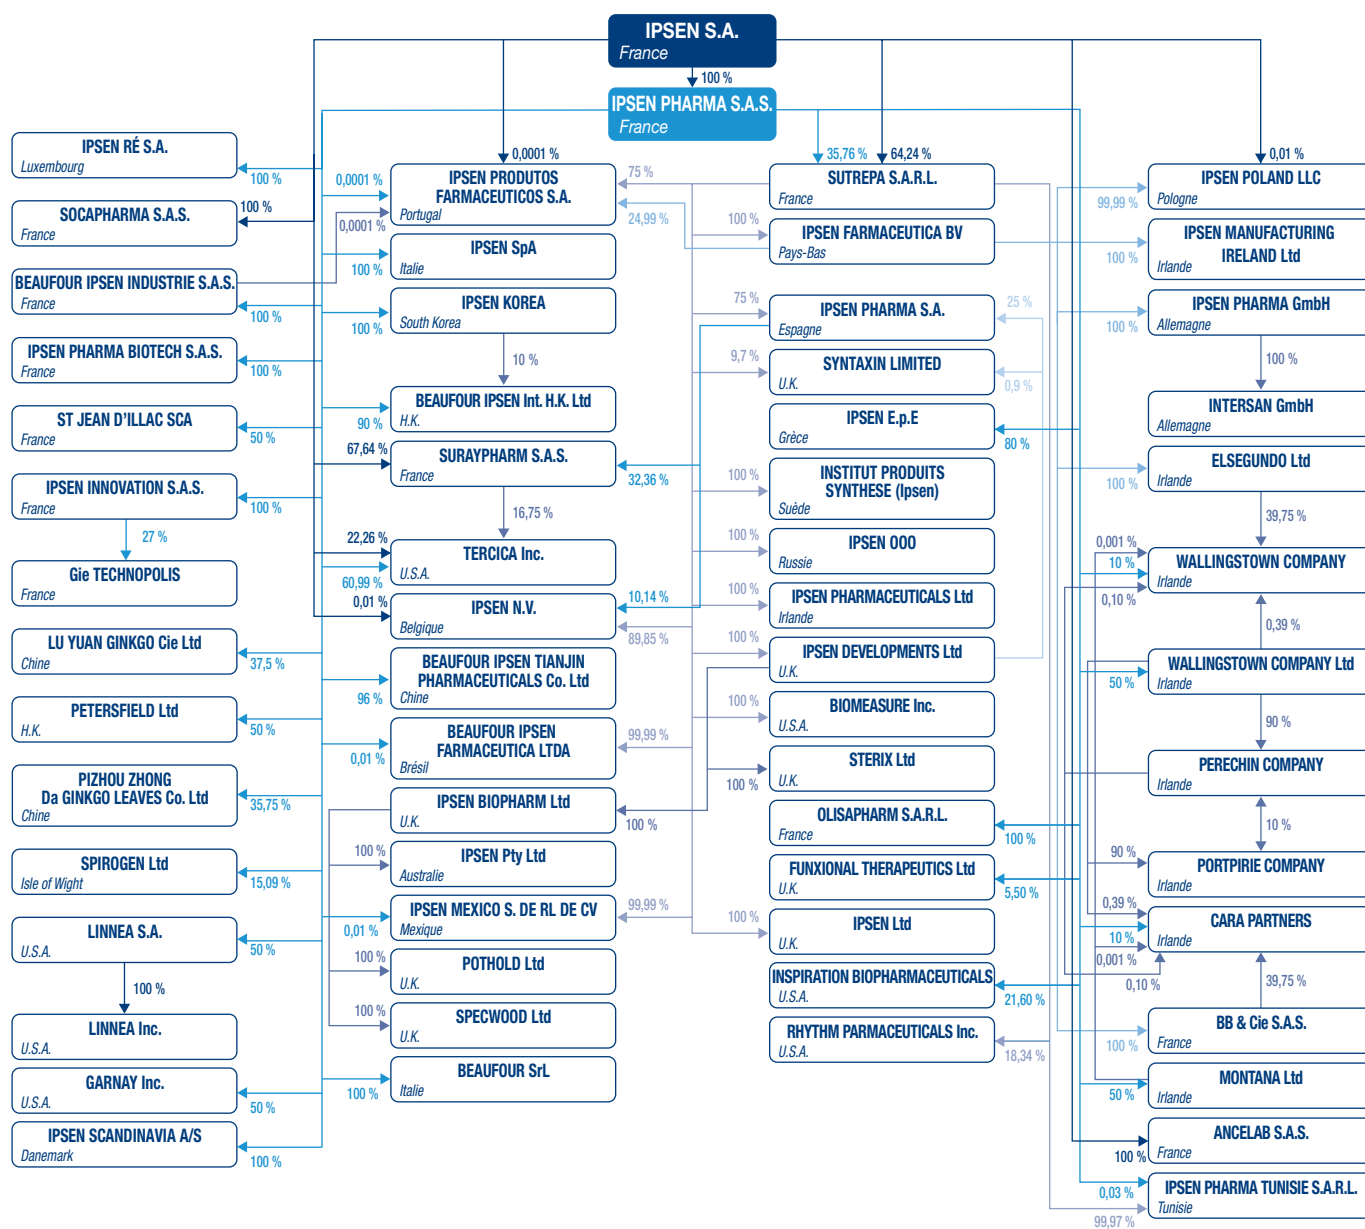 IPSEN S.A.
France
100 %
IPSEN PHARMA S.A.S.
France
IPSEN RÉ S.A.
Luxembourg
100 %
SOCAPHARMA S.A.S.
France
100 %
BEAUFOUR IPSEN INDUSTRIE S.A.S.
France
100 %
IPSEN PHARMA BIOTECH S.A.S.
France
100 %
ST JEAN D'ILLAC SCA
France
50 %
IPSEN INNOVATION S.A.S.
France
100 %
27 %
Gie TECHNOPOLIS
France
LU YUAN GINKGO Cie Ltd
Chine
37,5 %
PETERSFIELD Ltd
H.K.
50 %
PIZHOU ZHONG
Da GINKGO LEAVES Co. Ltd
Chine
35,75 %
SPIROGEN Ltd
Isle of Wight
15,09 %
LINNEA S.A.
U.S.A.
50 %
100 %
LINNEA Inc.
U.S.A.
GARNAY Inc.
U.S.A.
50 %
IPSEN SCANDINAVIA A/S
Danemark
100 %
0,0001 %
0,0001 %
0,0001 %
IPSEN PRODUTOS
FARMACEUTICOS S.A.
Portugal
75 %
24,99 %
IPSEN SpA
Italie
100 %
IPSEN KOREA
South Korea
100 %
10 %
BEAUFOUR IPSEN Int. H.K. Ltd
H.K.
90 %
67,64 %
SURAYPHARM S.A.S.
France
32,36 %
16,75 %
22,26 %
TERCICA Inc.
U.S.A.
60,99 %
0,01 %
IPSEN N.V.
Belgique
10,14 %
89,85 %
BEAUFOUR IPSEN TIANJIN
PHARMACEUTICALS Co. Ltd
Chine
96 %
BEAUFOUR IPSEN
FARMACEUTICA LTDA
Brésil
0,01 %
99,99 %
IPSEN BIOPHARM Ltd
U.K.
100 %
100 %
IPSEN Pty Ltd
Australie
IPSEN MEXICO S. DE RL DE CV
Mexique
0,01 %
99,99 %
100 %
POTHOLD Ltd
U.K.
100 %
SPECWOOD Ltd
U.K.
BEAUFOUR SrL
Italie
100 %
35,76 %
64,24 %
SUTREPA S.A.R.L.
France
100 %
IPSEN FARMACEUTICA BV
Pays-Bas
75 %
IPSEN PHARMA S.A.
Espagne
25 %
9,7 %
SYNTAXIN LIMITED
U.K.
0,9 %
IPSEN E.p.E
Grèce
80 %
100 %
INSTITUT PRODUITS
SYNTHESE (Ipsen)
Suède
100 %
IPSEN OOO
Russie
100 %
IPSEN PHARMACEUTICALS Ltd
Irlande
100 %
IPSEN DEVELOPMENTS Ltd
U.K.
100 %
BIOMEASURE Inc.
U.S.A.
100 %
STERIX Ltd
U.K.
OLISAPHARM S.A.R.L.
France
100 %
FUNXIONAL THERAPEUTICS Ltd
U.K.
5,50 %
100 %
IPSEN Ltd
U.K.
INSPIRATION BIOPHARMACEUTICALS
U.S.A.
21,60 %
RHYTHM PARMACEUTICALS Inc.
U.S.A.
18,34 %
0,01 %
IPSEN POLAND LLC
Pologne
99,99 %
IPSEN MANUFACTURING
IRELAND Ltd
Irlande
100 %
IPSEN PHARMA GmbH
Allemagne
100 %
100 %
INTERSAN GmbH
Allemagne
ELSEGUNDO Ltd
Irlande
100 %
39,75 %
0,001 %
10 %
0,10 %
WALLINGSTOWN COMPANY
Irlande
0,39 %
WALLINGSTOWN COMPANY Ltd
Irlande
50 %
90 %
PERECHIN COMPANY
Irlande
10 %
90 %
PORTPIRIE COMPANY
Irlande
0,39 %
CARA PARTNERS
Irlande
10 %
0,001 %
0,10 %
39,75 %
BB & Cie S.A.S.
France
100 %
MONTANA Ltd
Irlande
50 %
ANCELAB S.A.S.
France
100 %
IPSEN PHARMA TUNISIE S.A.R.L.
Tunisie
0,03 %
99,97 %